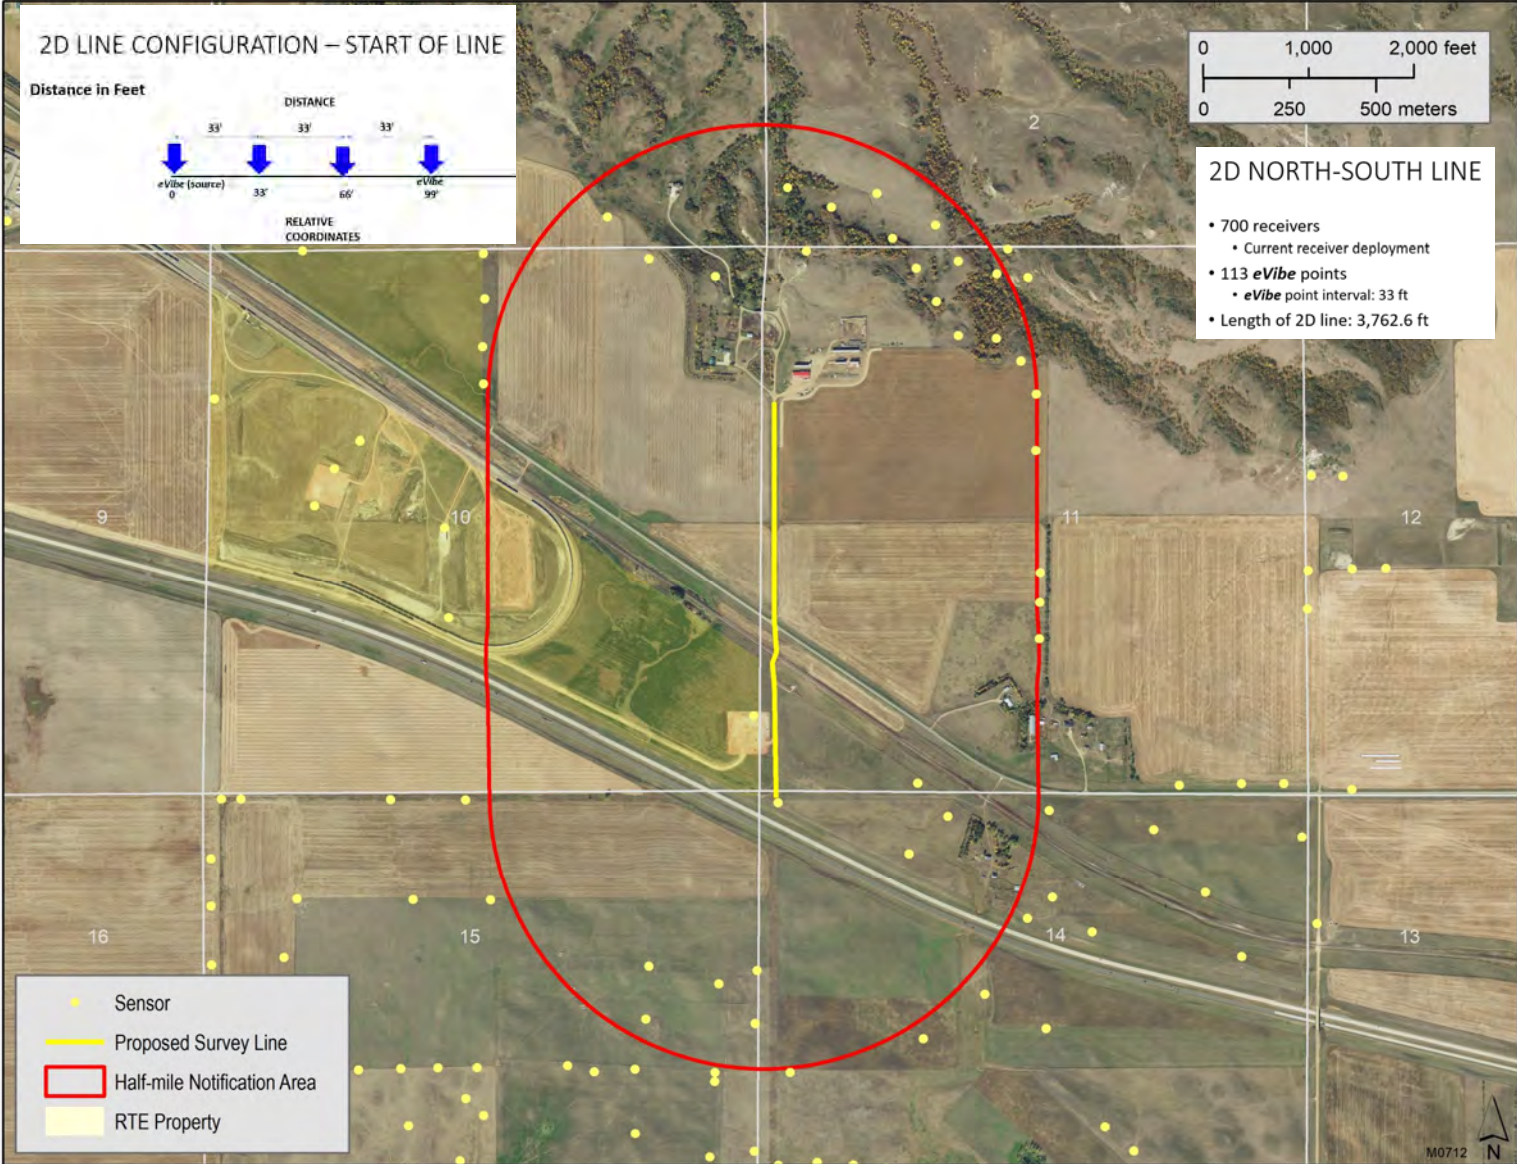 2D LINE CONFIGURATION – START OF LINE
Distance in Feet
DISTANCE
33' 33' 33'
eVibe (source) eVibe
0 33' 66' 99'
RELATIVE
COORDINATES
0 1,000 2,000 feet
0 250 500 meters
2D NORTH-SOUTH LINE
• 700 receivers
• Current receiver deployment
• 113 eVibe points
• eVibe point interval: 33 ft
• Length of 2D line: 3,762.6 ft
2
9
10
11
12
16
15
14
13
Sensor
Proposed Survey Line
Half-mile Notification Area
RTE Property
M0712
N